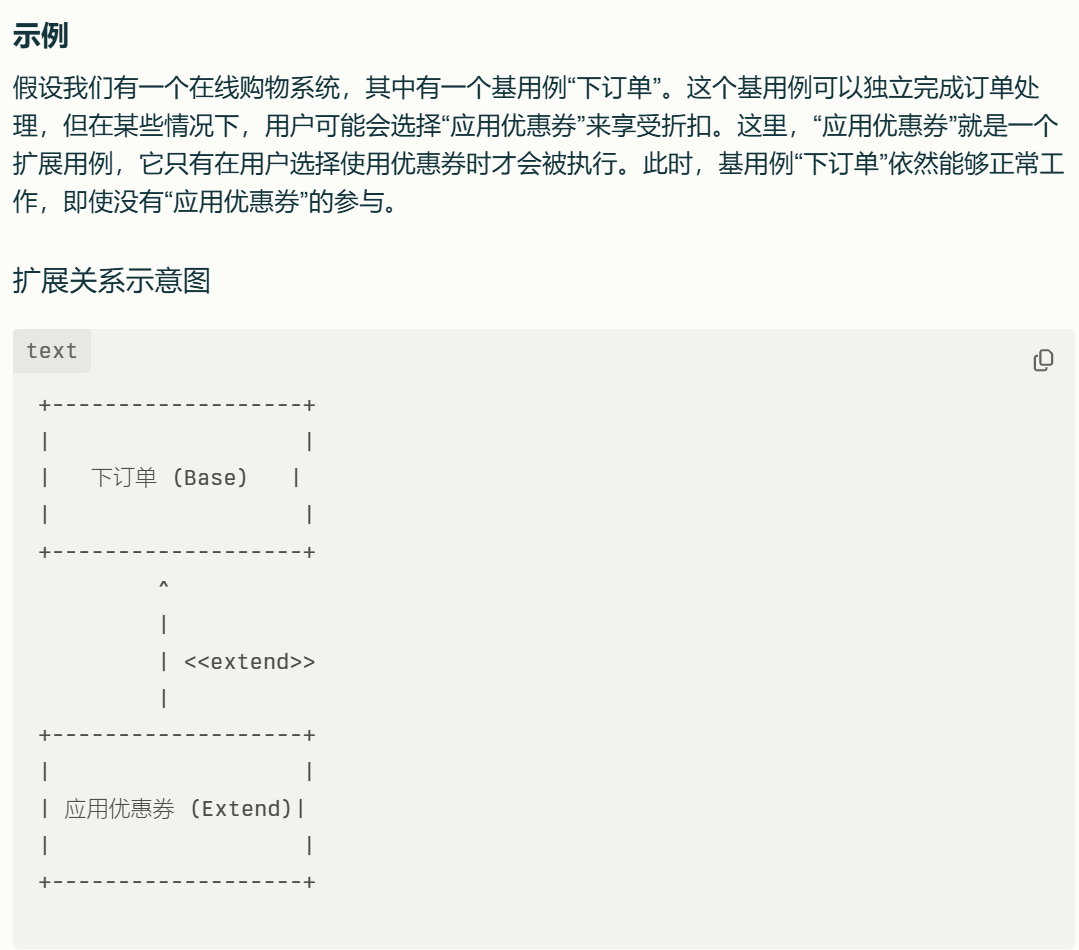 示例
假设我们有一个在线购物系统，其中有一个基用例“下订单”。这个基用例可以独立完成订单处
理，但在某些情况下，用户可能会选择“应用优惠券”来享受折扣。这里，“应用优惠券”就是一个
扩展用例，它只有在用户选择使用优惠券时才会被执行。此时，基用例“下订单”依然能够正常工
作，即使没有“应用优惠券”的参与。
扩展关系示意图
text
+-------------------+
|                   |
|   下订单 (Base)   |
|                   |
+-------------------+
         ^
         |
         | <<extend>>
         |
+-------------------+
|                   |
| 应用优惠券 (Extend)|
|                   |
+-------------------+